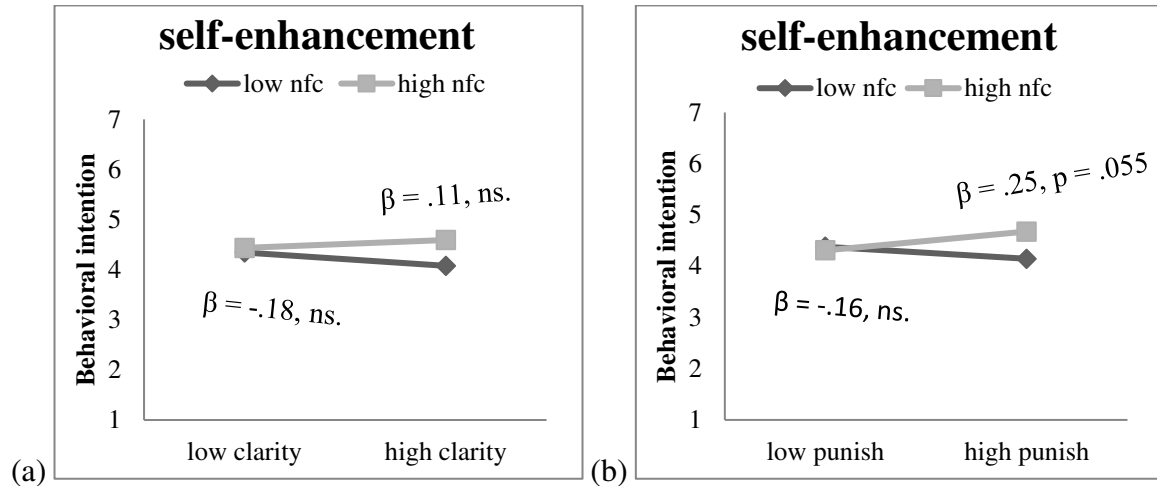 self-enhancement
low nfc high nfc
7
6
5
4
3
2
1
Behavioral intention
β = .11, ns.
β = -.18, ns.
low clarity high clarity
(a)
self-enhancement
low nfc high nfc
7
6
5
4
3
2
1
Behavioral intention
β = .25, p = .055
β = -.16, ns.
low punish high punish
(b)